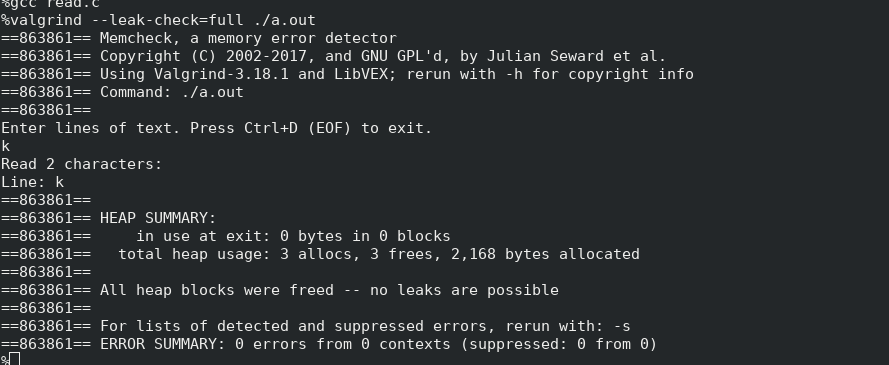 %gcc read.c
%valgrind --leak-check=full ./a.out
==863861== Memcheck, a memory error detector
==863861== Copyright (C) 2002-2017, and GNU GPL'd, by Julian Seward et al.
==863861== Using Valgrind-3.18.1 and LibVEX; rerun with -h for copyright info
==863861== Command: ./a.out
==863861==
Enter lines of text. Press Ctrl+D (EOF) to exit.
k
Read 2 characters:
Line: k
==863861==
==863861== HEAP SUMMARY:
==863861==     in use at exit: 0 bytes in 0 blocks
==863861==   total heap usage: 3 allocs, 3 frees, 2,168 bytes allocated
==863861==
==863861== All heap blocks were freed -- no leaks are possible
==863861==
==863861== For lists of detected and suppressed errors, rerun with: -s
==863861== ERROR SUMMARY: 0 errors from 0 contexts (suppressed: 0 from 0)
%